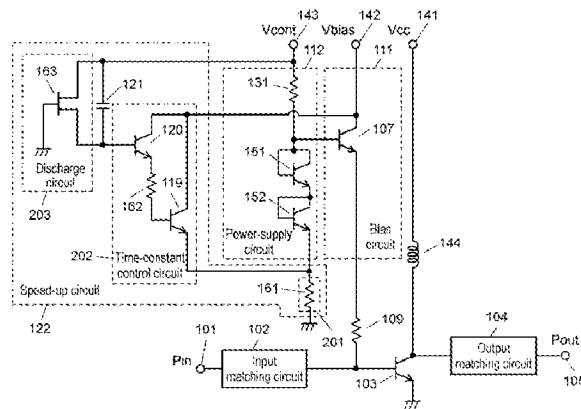 143 142 141
Vcont Vbias Vcc
112 111
163 121 131 107
120
151
119
152
162
Discharge circuit
203
202
Time-constant control circuit
Power-supply circuit
Bias circuit
144
Speed-up circuit
122
161
201
109
101 102 104
Pin
Input matching circuit
103
Output matching circuit
Pout
105